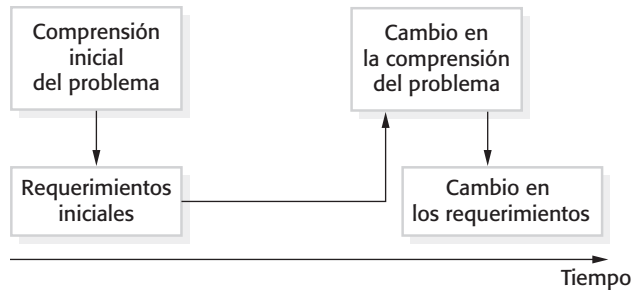 Comprensión
inicial
del problema
Cambio en
la comprensión
del problema
Requerimientos
iniciales
Cambio en
los requerimientos
Tiempo